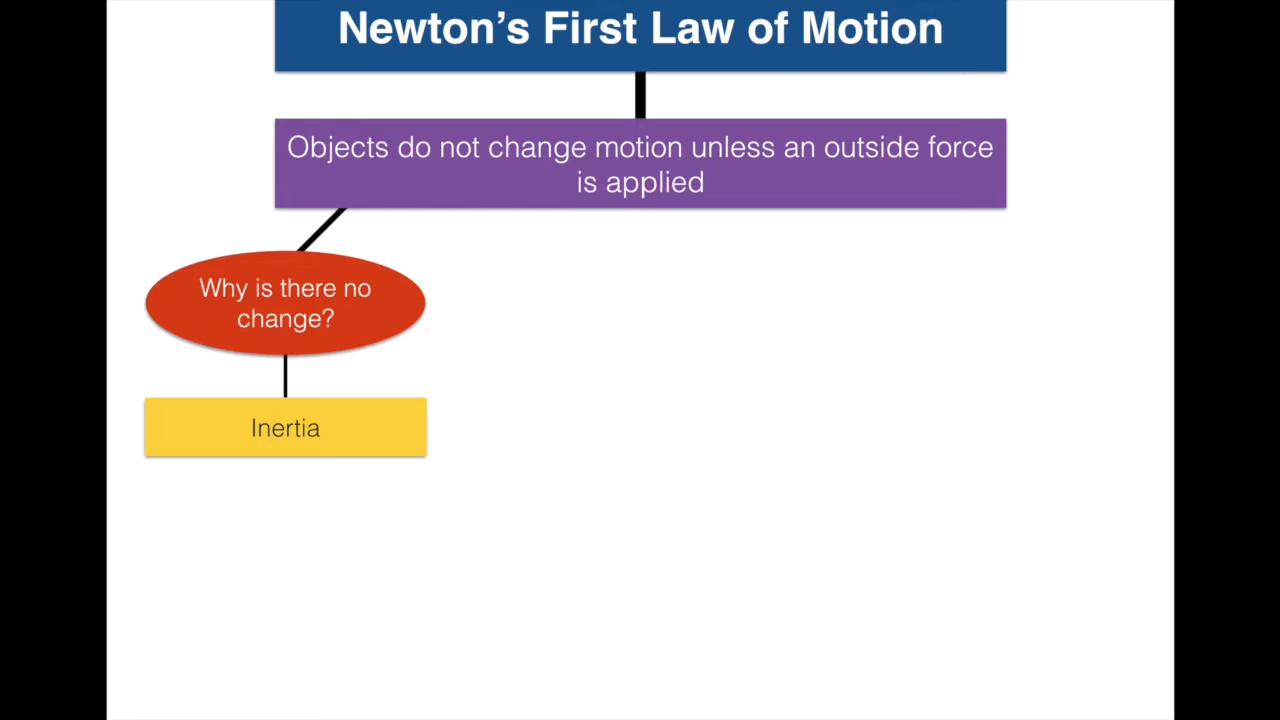 Newton’s First Law of Motion
Objects do not change motion unless an outside force
is applied
Why is there no
change?
Inertia